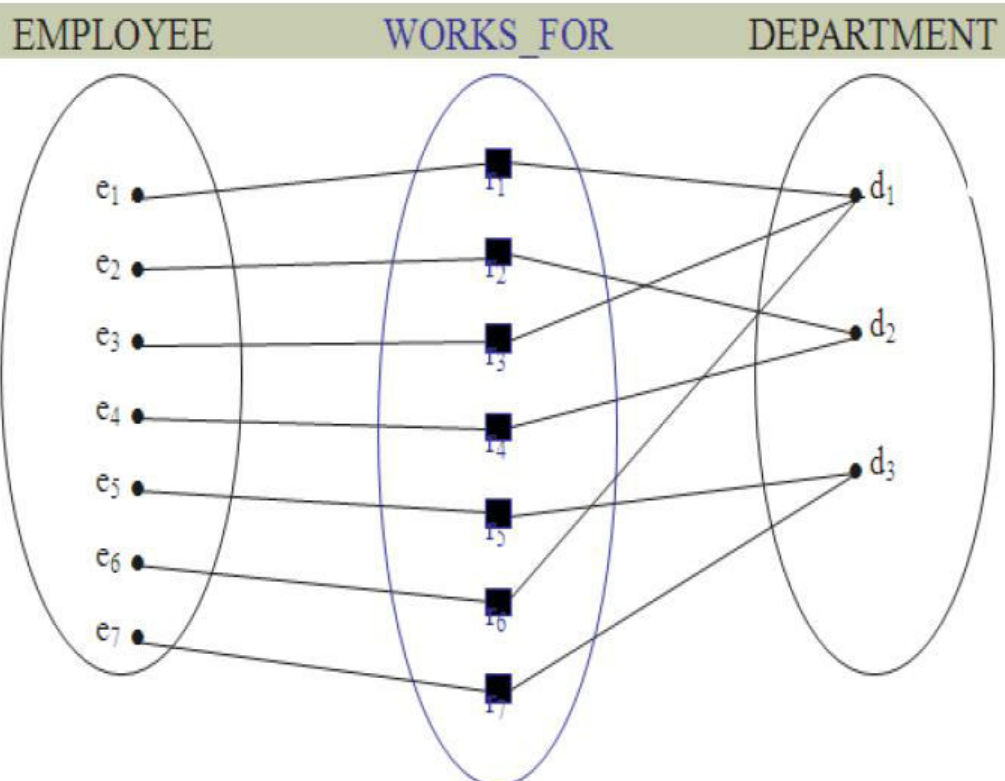 EMPLOYEE WORKS_FOR DEPARTMENT
e1 r1 d1
e2 r2 d2
e3 r3
e4 r4 d3
e5 r5
e6 r6
e7 r7